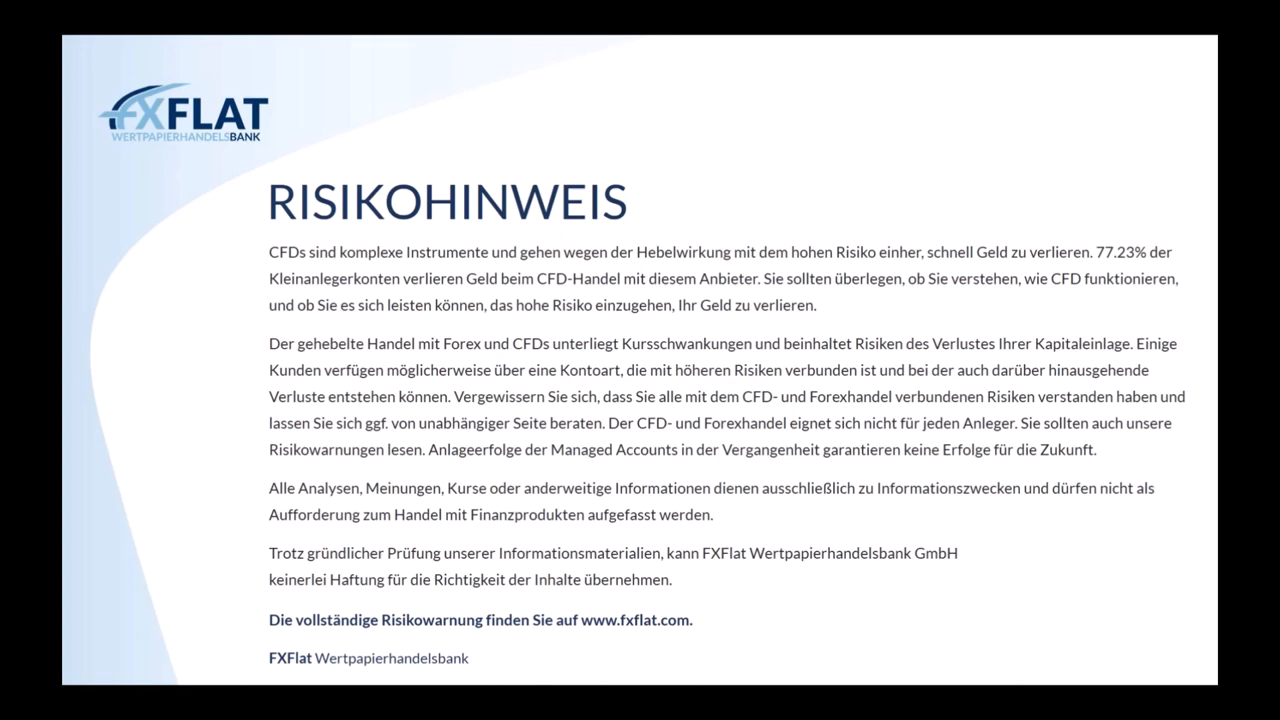 FXFLAT
WERTPAPIERHANDELSBANK
RISIKOHINWEIS
CFDs sind komplexe Instrumente und gehen wegen der Hebelwirkung mit dem hohen Risiko einher, schnell Geld zu verlieren. 77.23% der
Kleinanlegerkonten verlieren Geld beim CFD-Handel mit diesem Anbieter. Sie sollten überlegen, ob Sie verstehen, wie CFD funktionieren,
und ob Sie es sich leisten können, das hohe Risiko einzugehen, Ihr Geld zu verlieren.
Der gehebelte Handel mit Forex und CFDs unterliegt Kursschwankungen und beinhaltet Risiken des Verlustes Ihrer Kapitaleinlage. Einige
Kunden verfügen möglicherweise über eine Kontoart, die mit höheren Risiken verbunden ist und bei der auch darüber hinausgehende
Verluste entstehen können. Vergewissern Sie sich, dass Sie alle mit dem CFD- und Forexhandel verbundenen Risiken verstanden haben und
lassen Sie sich ggf. von unabhängiger Seite beraten. Der CFD- und Forexhandel eignet sich nicht für jeden Anleger. Sie sollten auch unsere
Risikowarnungen lesen. Anlageerfolge der Managed Accounts in der Vergangenheit garantieren keine Erfolge für die Zukunft.
Alle Analysen, Meinungen, Kurse oder anderweitige Informationen dienen ausschließlich zu Informationszwecken und dürfen nicht als
Aufforderung zum Handel mit Finanzprodukten aufgefasst werden.
Trotz gründlicher Prüfung unserer Informationsmaterialien, kann FXFlat Wertpapierhandelsbank GmbH
keinerlei Haftung für die Richtigkeit der Inhalte übernehmen.
Die vollständige Risikowarnung finden Sie auf www.fxflat.com.
FXFlat Wertpapierhandelsbank